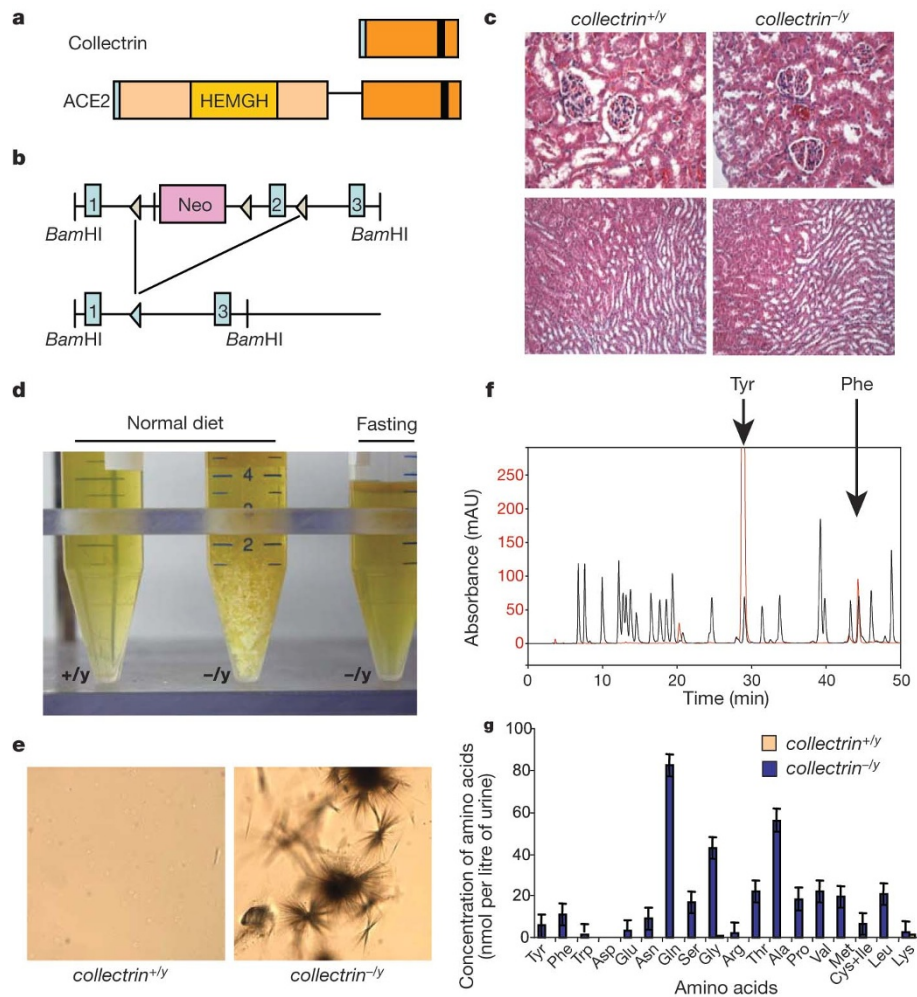 a
Collectrin
ACE2
HEMGH
b
1
Neo
2
3
BamHI
BamHI
1
3
BamHI
BamHI
c
collectrin+/y
collectrin–/y
d
Normal diet
Fasting
4
2
+/y
–/y
–/y
e
collectrin+/y
collectrin–/y
f
Tyr
Phe
Absorbance (mAU)
250
200
150
100
50
0
0
10
20
30
40
50
Time (min)
g
collectrin+/y
collectrin–/y
Concentration of amino acids
(nmol per litre of urine)
100
80
60
40
20
0
Tyr
Phe
Trp
Asp
Glu
Asn
Gln
Ser
Gly
Arg
Thr
Ala
Pro
Val
Met
Cys+Ile
Leu
Lys
Amino acids